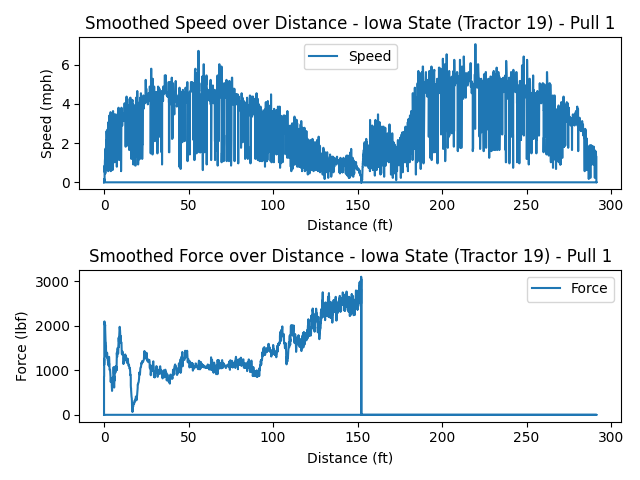 Smoothed Speed over Distance - Iowa State (Tractor 19) - Pull 1
Speed
6
4
2
0
Speed (mph)
0 50 100 150 200 250 300
Distance (ft)
Smoothed Force over Distance - Iowa State (Tractor 19) - Pull 1
Force
3000
2000
1000
0
Force (lbf)
0 50 100 150 200 250 300
Distance (ft)